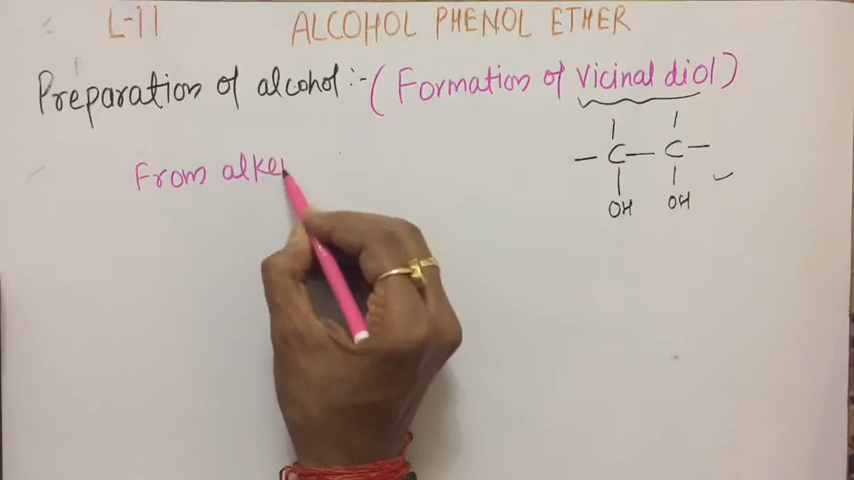 L-11 ALCOHOL PHENOL ETHER
Preparation of alcohol :- (Formation of vicinal diol)
— C — C —
OH OH
From alke